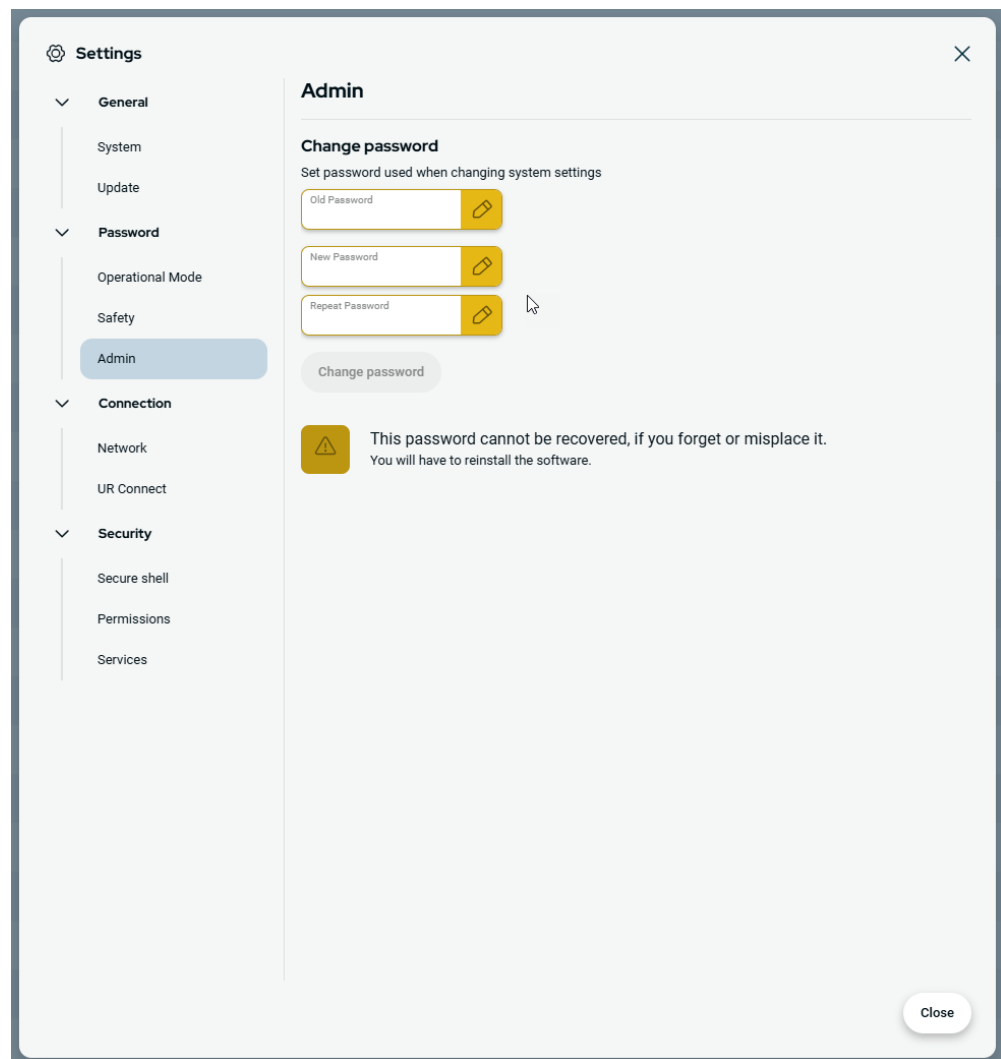 Settings
General
System
Update
Password
Operational Mode
Safety
Admin
Connection
Network
UR Connect
Security
Secure shell
Permissions
Services
Admin
Change password
Set password used when changing system settings
Old Password
New Password
Repeat Password
Change password
This password cannot be recovered, if you forget or misplace it.
You will have to reinstall the software.
Close